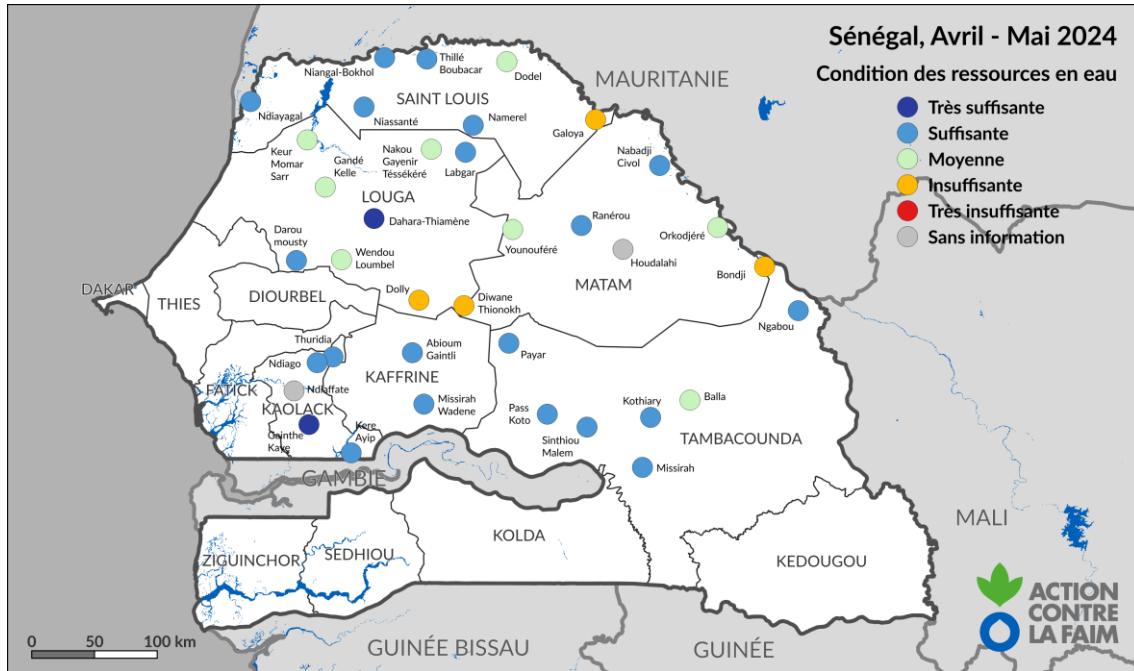 Sénégal, Avril - Mai 2024
Condition des ressources en eau
Très suffisante
Suffisante
Moyenne
Insuffisante
Très insuffisante
Sans information
MAURITANIE
Niangal-Bokhol
Thillé
Boubacar
Dodel
SAINT LOUIS
Ndiayagal
Niassanté
Namerel
Galoya
Keur
Momar
Sarr
Gandé
Kelle
Nakou
Gayenir
Téssékéré
Labgar
Nabadji
Civol
LOUGA
Dahara-Thiamène
Ranérou
Orkodjéré
Darou
mousty
Wendou
Loumbel
Younouféré
Houdalahi
Bondji
MATAM
DAKAR
THIES
DIOURBEL
Dolly
Diwane
Thionokh
Ngabou
Thuridia
Ndiago
Abioum
Gaintli
Payar
KAFFRINE
FATICK
Ndiaffate
KAOLACK
Missirah
Wadene
Gainthe
Kaye
Kere
Ayip
Pass
Koto
Sinthiou
Malem
Kothiary
Balla
TAMBACOUNDA
Missirah
GAMBIE
MALI
ZIGUINCHOR
SEDHIOU
KOLDA
KEDOUGOU
GUINÉE BISSAU
GUINÉE
0 50 100 km
ACTION
CONTRE
LA FAIM